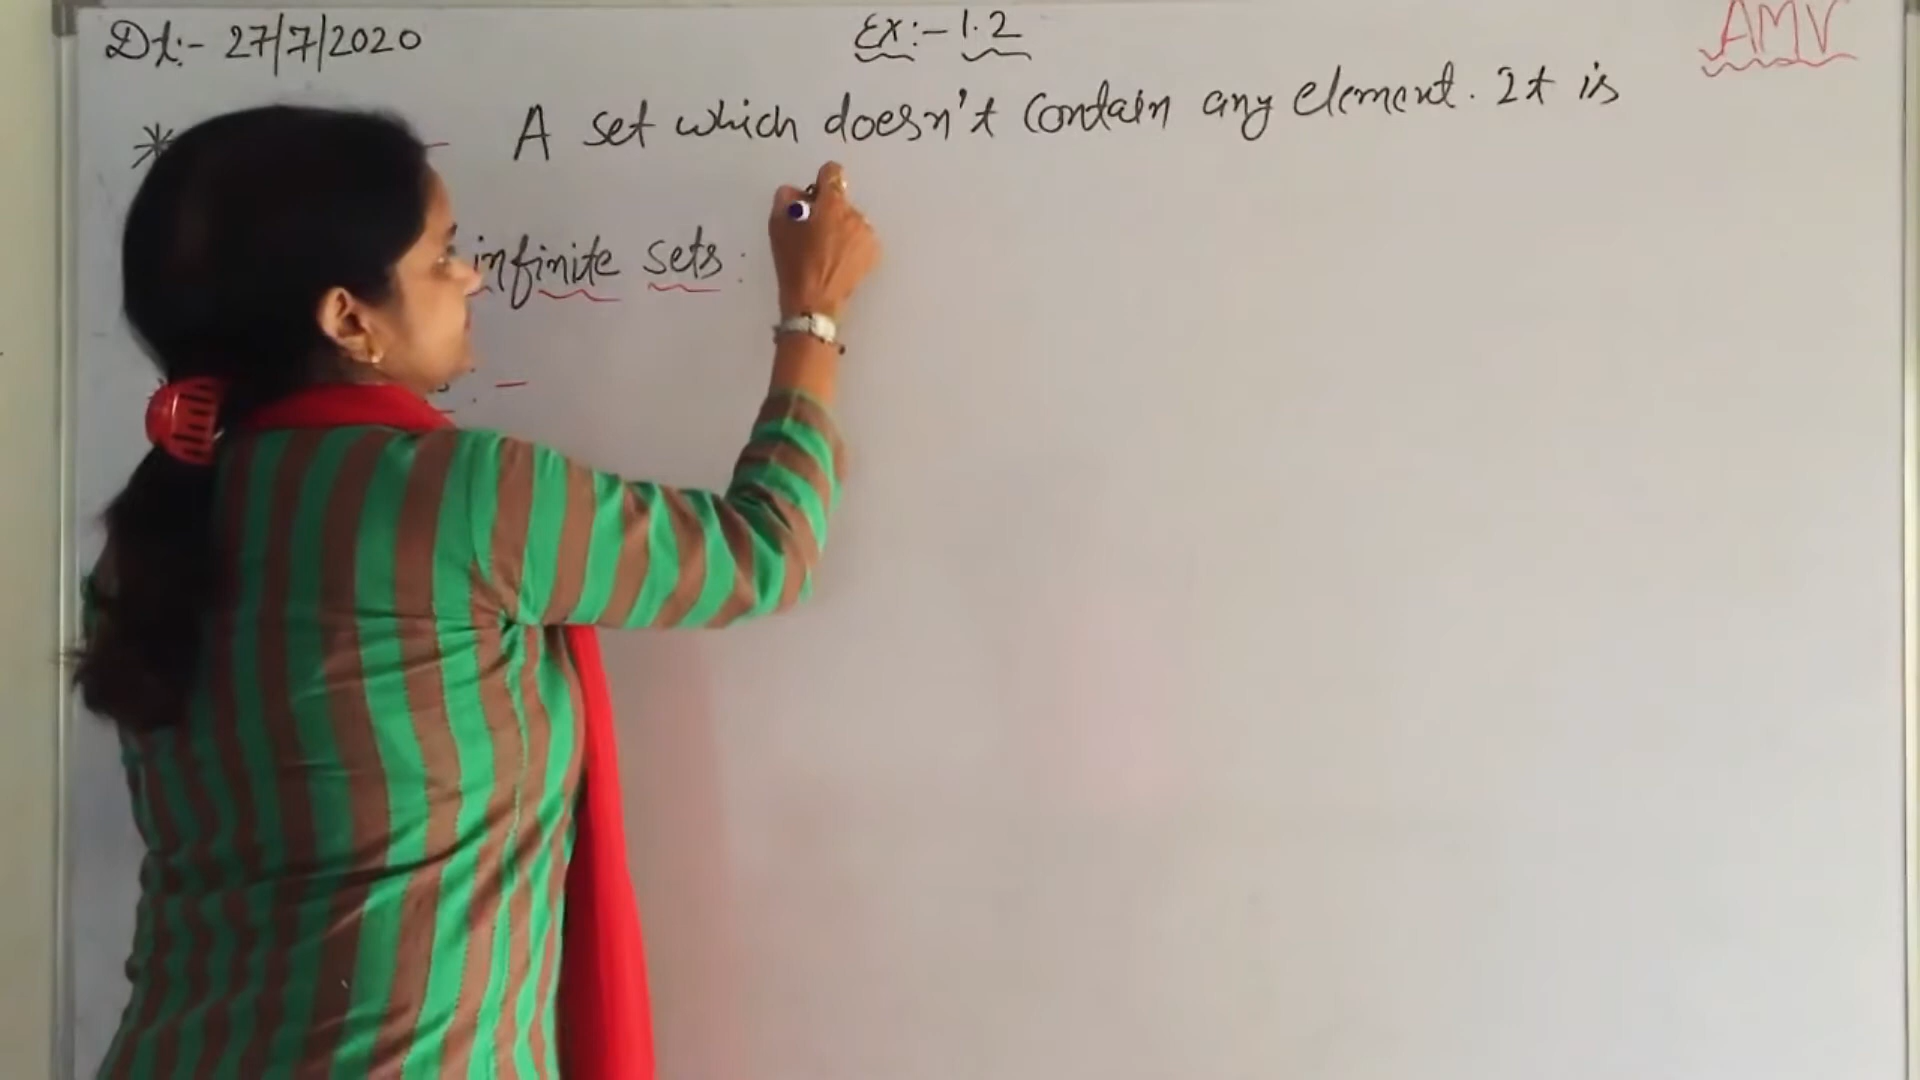 Dt:- 27/7/2020
Ex:- 1.2
AMV
* - A set which doesn't contain any element. It is
infinite sets:
s: -